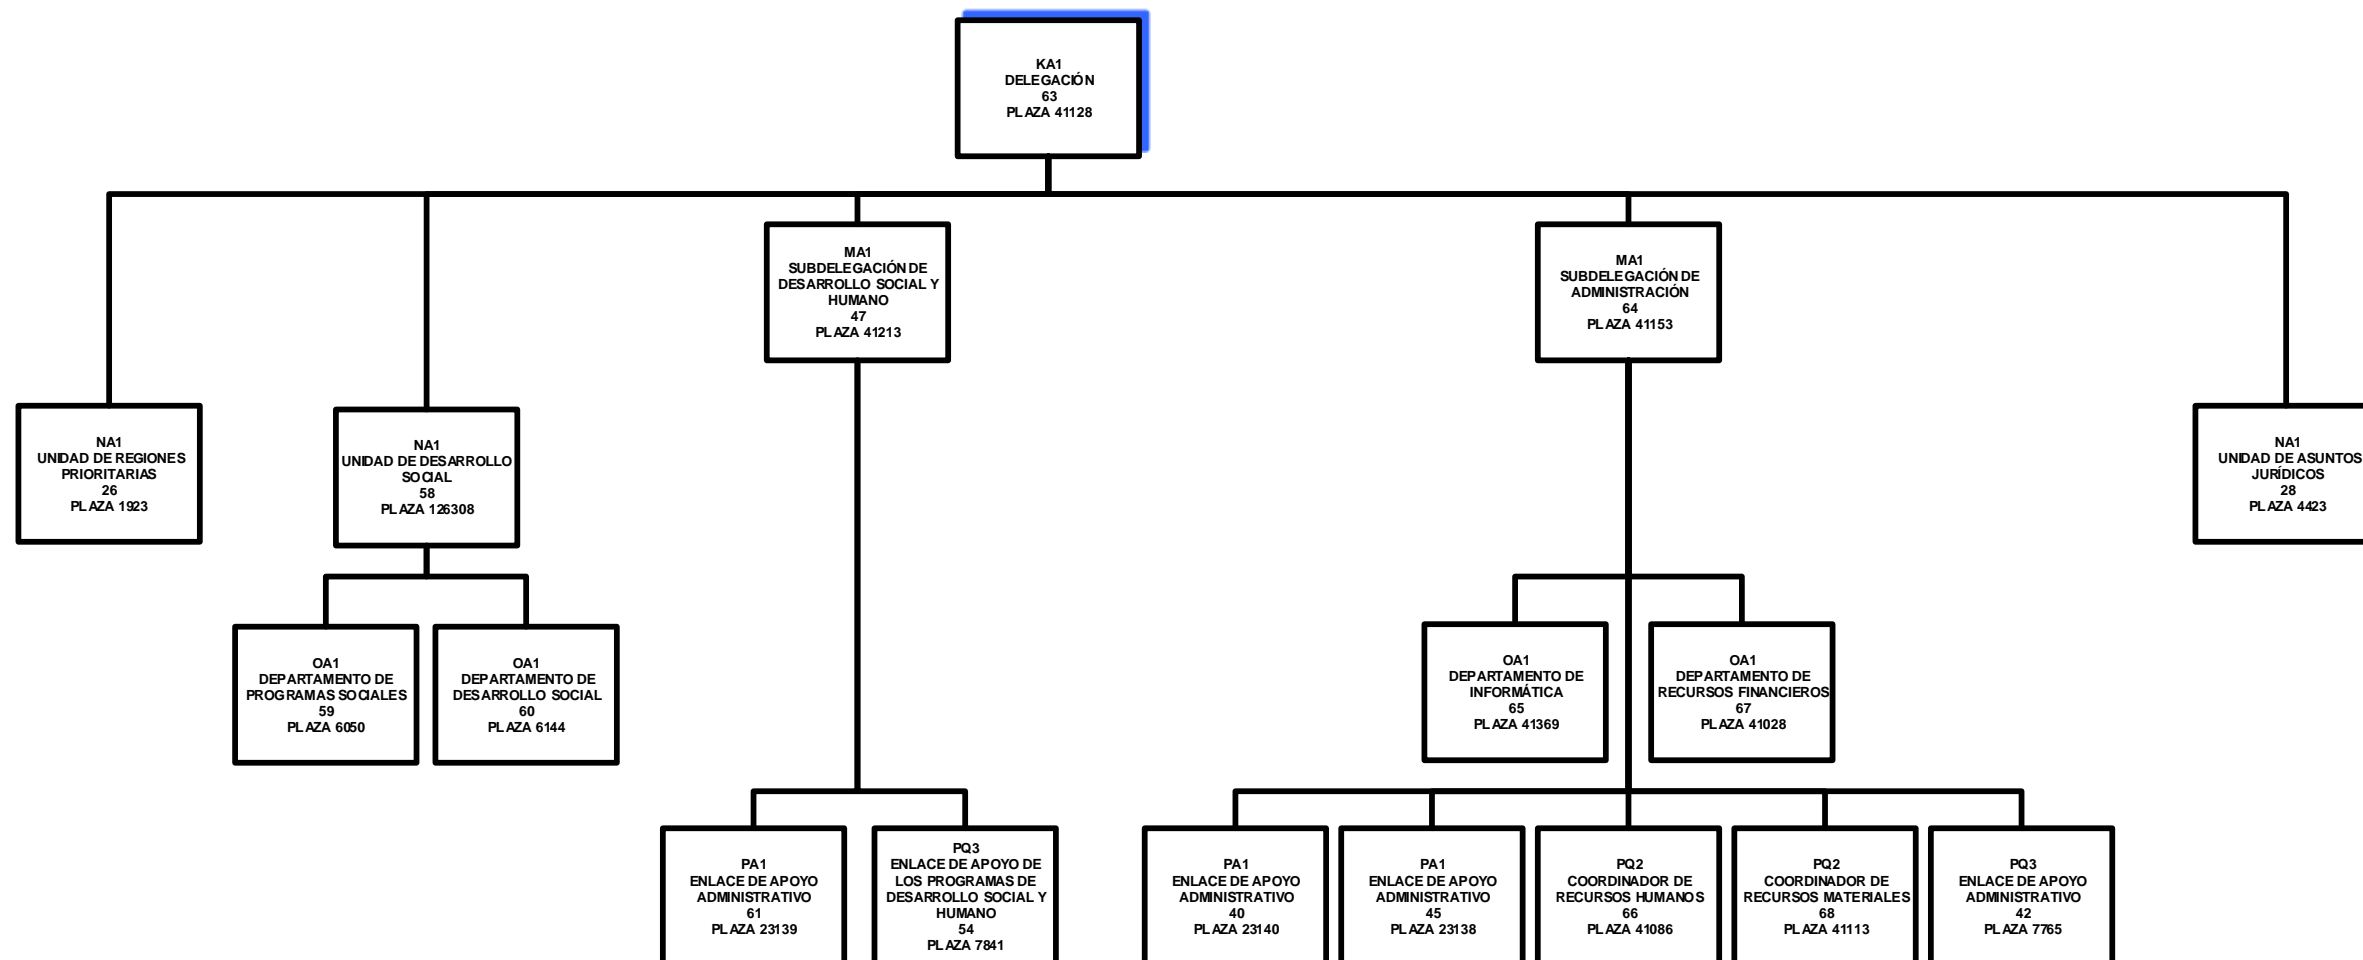 KA1
DELEGACIÓN
63
PLAZA 41128
MA1
SUBDELEGACIÓN DE
DESARROLLO SOCIAL Y
HUMANO
47
PLAZA 41213
MA1
SUBDELEGACIÓN DE
ADMINISTRACIÓN
64
PLAZA 41153
NA1
UNIDAD DE REGIONES
PRIORITARIAS
26
PLAZA 1923
NA1
UNIDAD DE DESARROLLO
SOCIAL
58
PLAZA 126308
NA1
UNIDAD DE ASUNTOS
JURÍDICOS
28
PLAZA 4423
OA1
DEPARTAMENTO DE
PROGRAMAS SOCIALES
59
PLAZA 6050
OA1
DEPARTAMENTO DE
DESARROLLO SOCIAL
60
PLAZA 6144
OA1
DEPARTAMENTO DE
INFORMÁTICA
65
PLAZA 41369
OA1
DEPARTAMENTO DE
RECURSOS FINANCIEROS
67
PLAZA 41028
PA1
ENLACE DE APOYO
ADMINISTRATIVO
61
PLAZA 23139
PQ3
ENLACE DE APOYO DE
LOS PROGRAMAS DE
DESARROLLO SOCIAL Y
HUMANO
54
PLAZA 7841
PA1
ENLACE DE APOYO
ADMINISTRATIVO
40
PLAZA 23140
PA1
ENLACE DE APOYO
ADMINISTRATIVO
45
PLAZA 23138
PQ2
COORDINADOR DE
RECURSOS HUMANOS
66
PLAZA 41086
PQ2
COORDINADOR DE
RECURSOS MATERIALES
68
PLAZA 41113
PQ3
ENLACE DE APOYO
ADMINISTRATIVO
42
PLAZA 7765